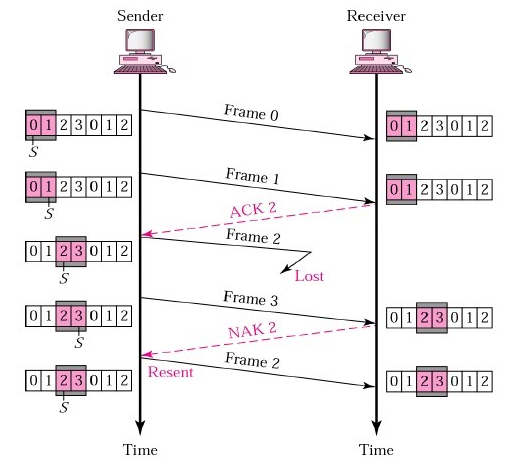 Sender Receiver
Frame 0
0 1 2 3 0 1 2
S
0 1 2 3 0 1 2
Frame 1
0 1 2 3 0 1 2
S
0 1 2 3 0 1 2
ACK 2
Frame 2
0 1 2 3 0 1 2
S
Lost
Frame 3
0 1 2 3 0 1 2
S
0 1 2 3 0 1 2
NAK 2
Frame 2
Resent
0 1 2 3 0 1 2
S
0 1 2 3 0 1 2
Time Time